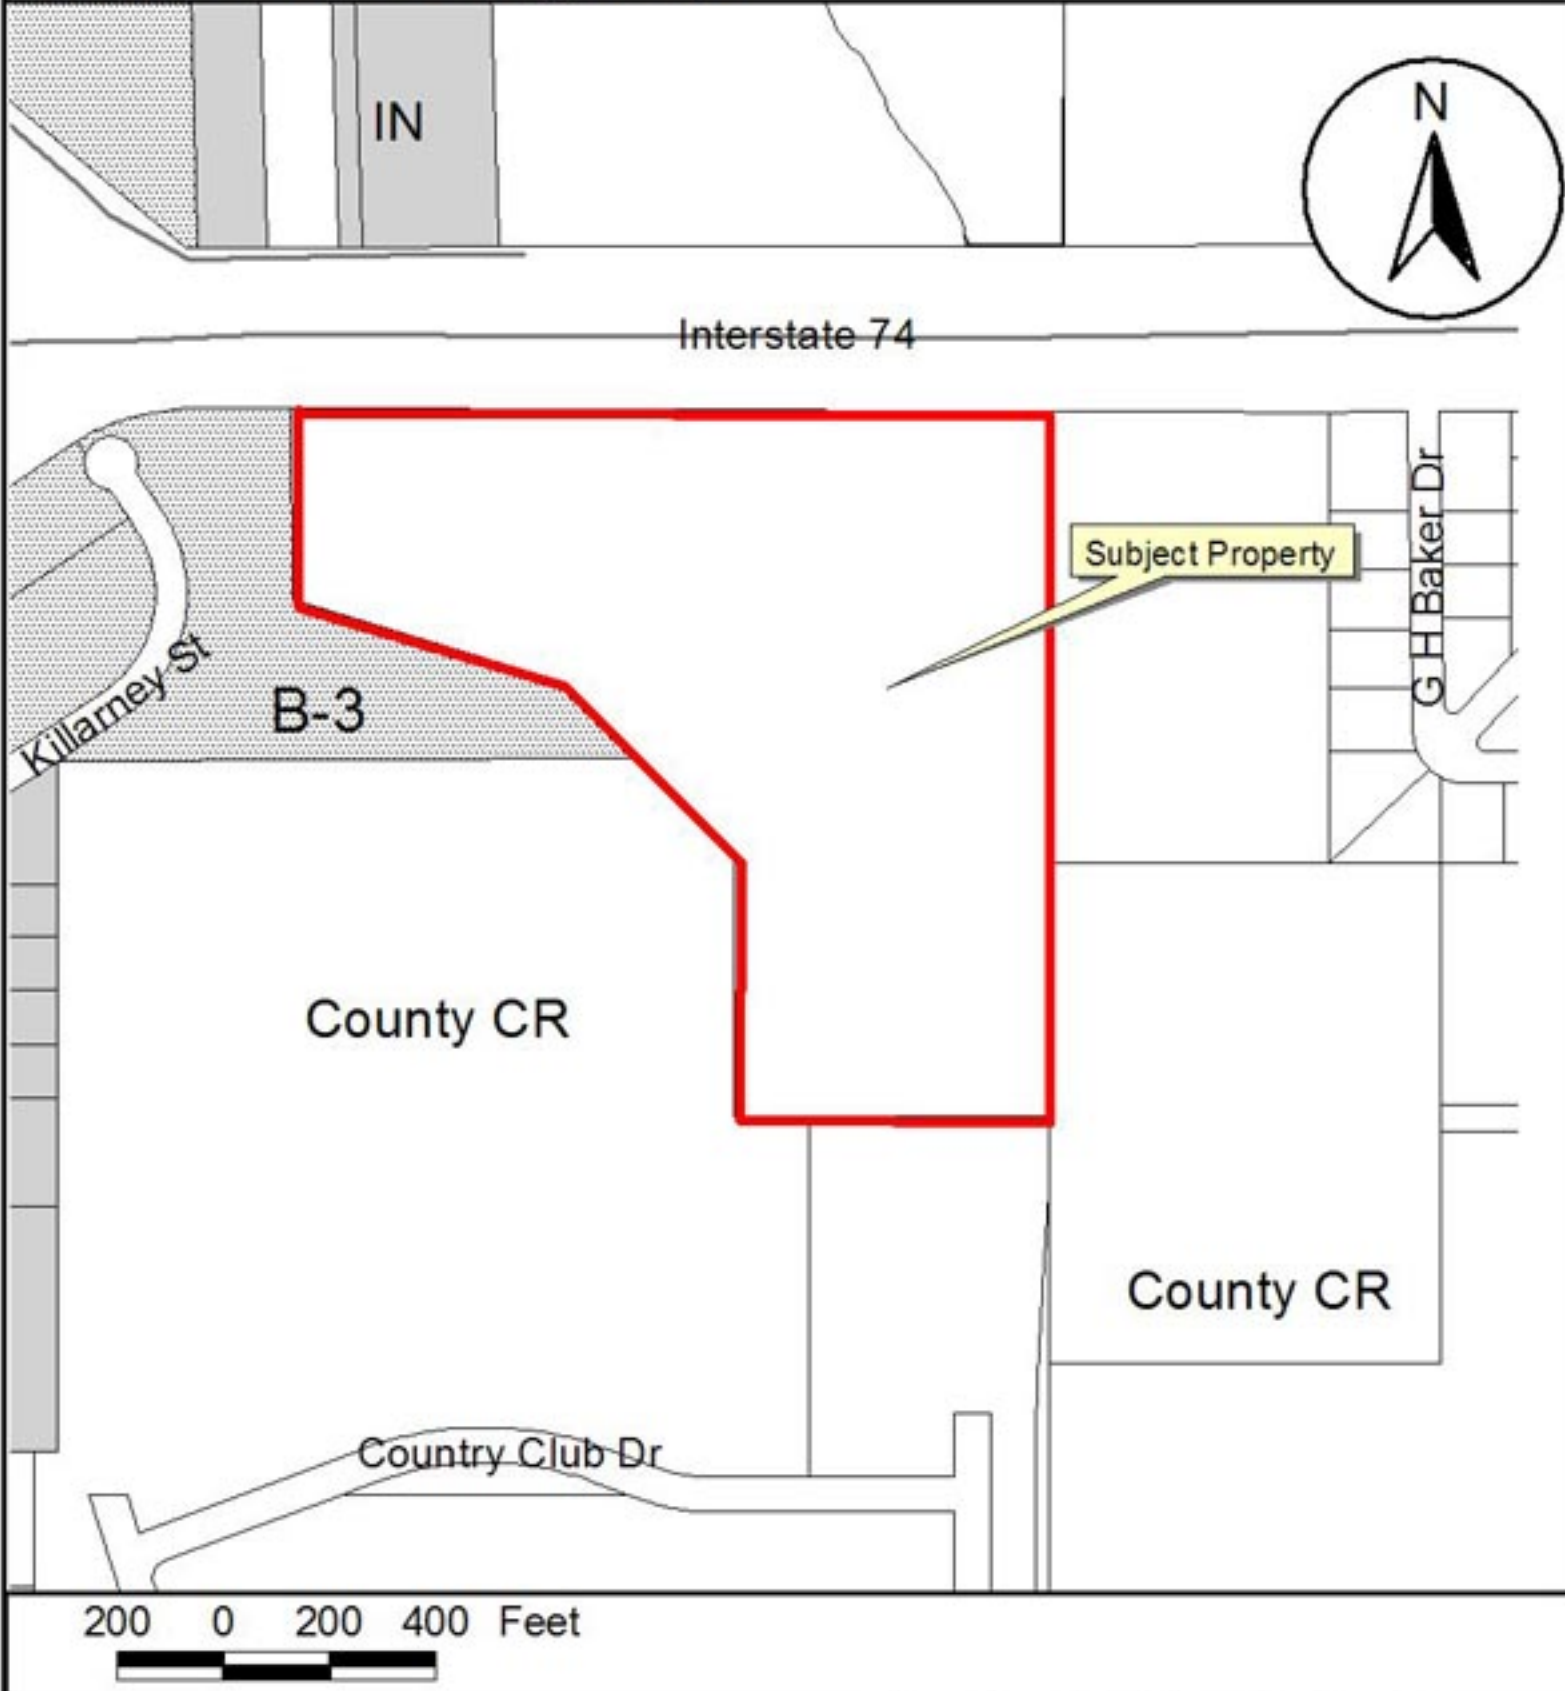 N
IN
Interstate 74
G H Baker Dr
Subject Property
Killarney St
B-3
County CR
County CR
Country Club Dr
200 0 200 400 Feet